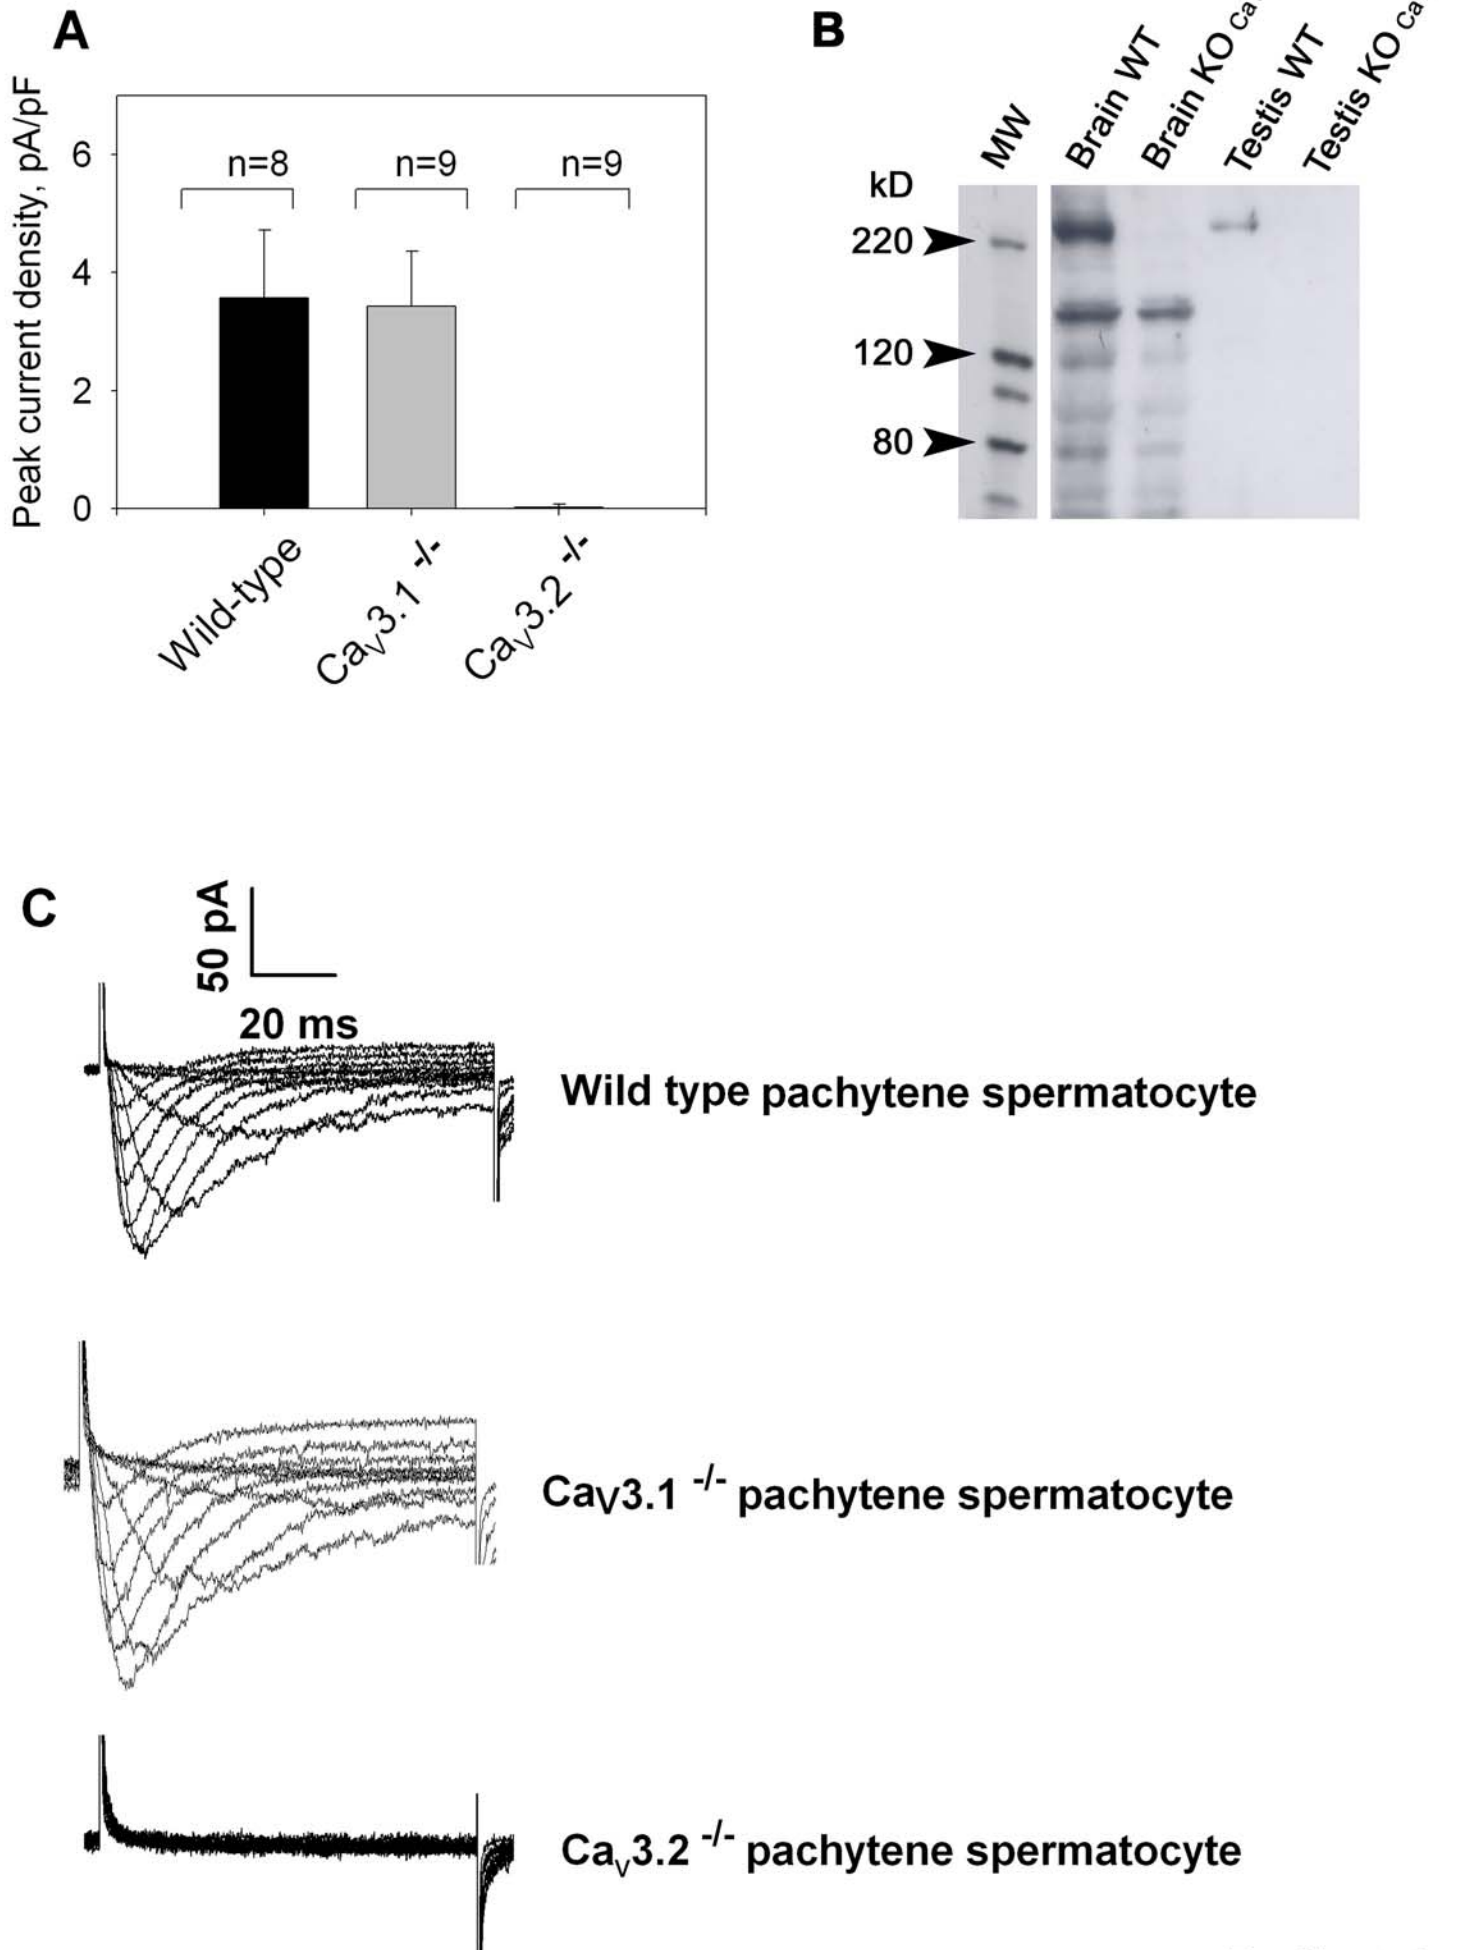 A
Peak current density, pA/pF
6
4
2
0
n=8
n=9
n=9
Wild-type
CaV3.1 -/-
CaV3.2 -/-
B
MW
Brain WT
Brain KO Ca
Testis WT
Testis KO Ca
kD
220
120
80
C
50 pA
20 ms
Wild type pachytene spermatocyte
CaV3.1 -/- pachytene spermatocyte
CaV3.2 -/- pachytene spermatocyte